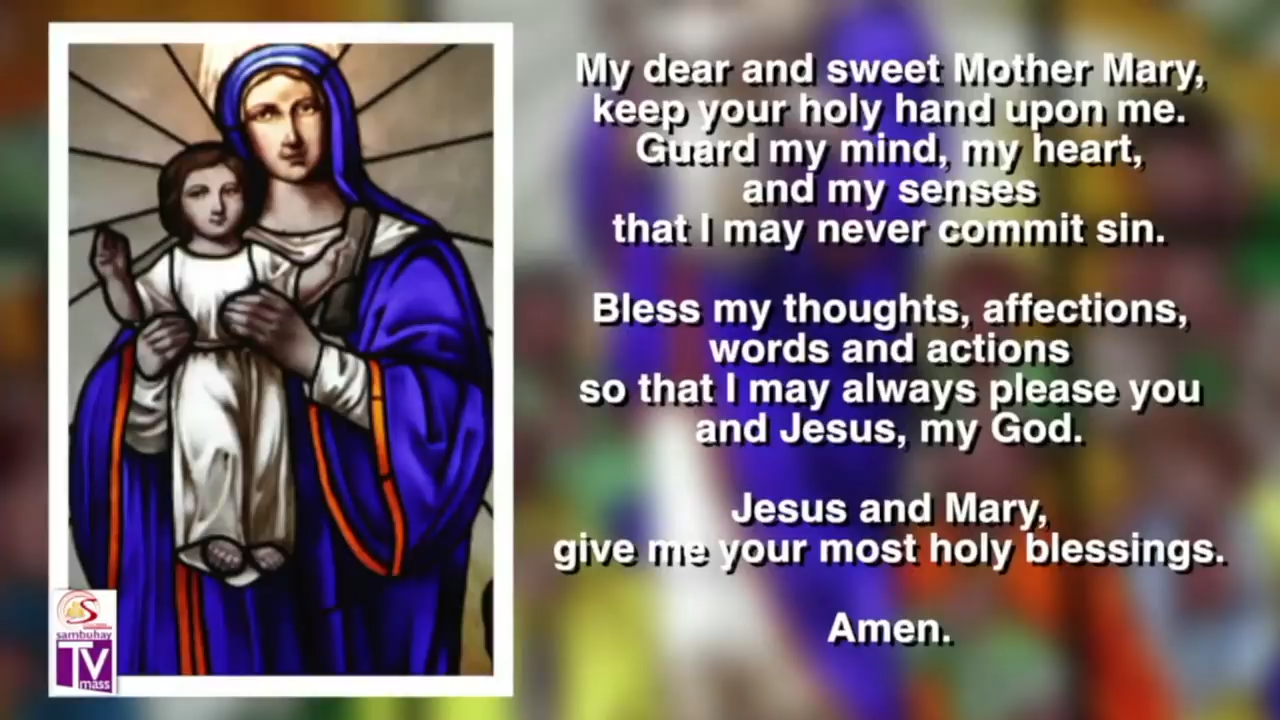 My dear and sweet Mother Mary,
keep your holy hand upon me.
Guard my mind, my heart,
and my senses
that I may never commit sin.
Bless my thoughts, affections,
words and actions
so that I may always please you
and Jesus, my God.
Jesus and Mary,
give me your most holy blessings.
Amen.
sambuhay
TV
mass